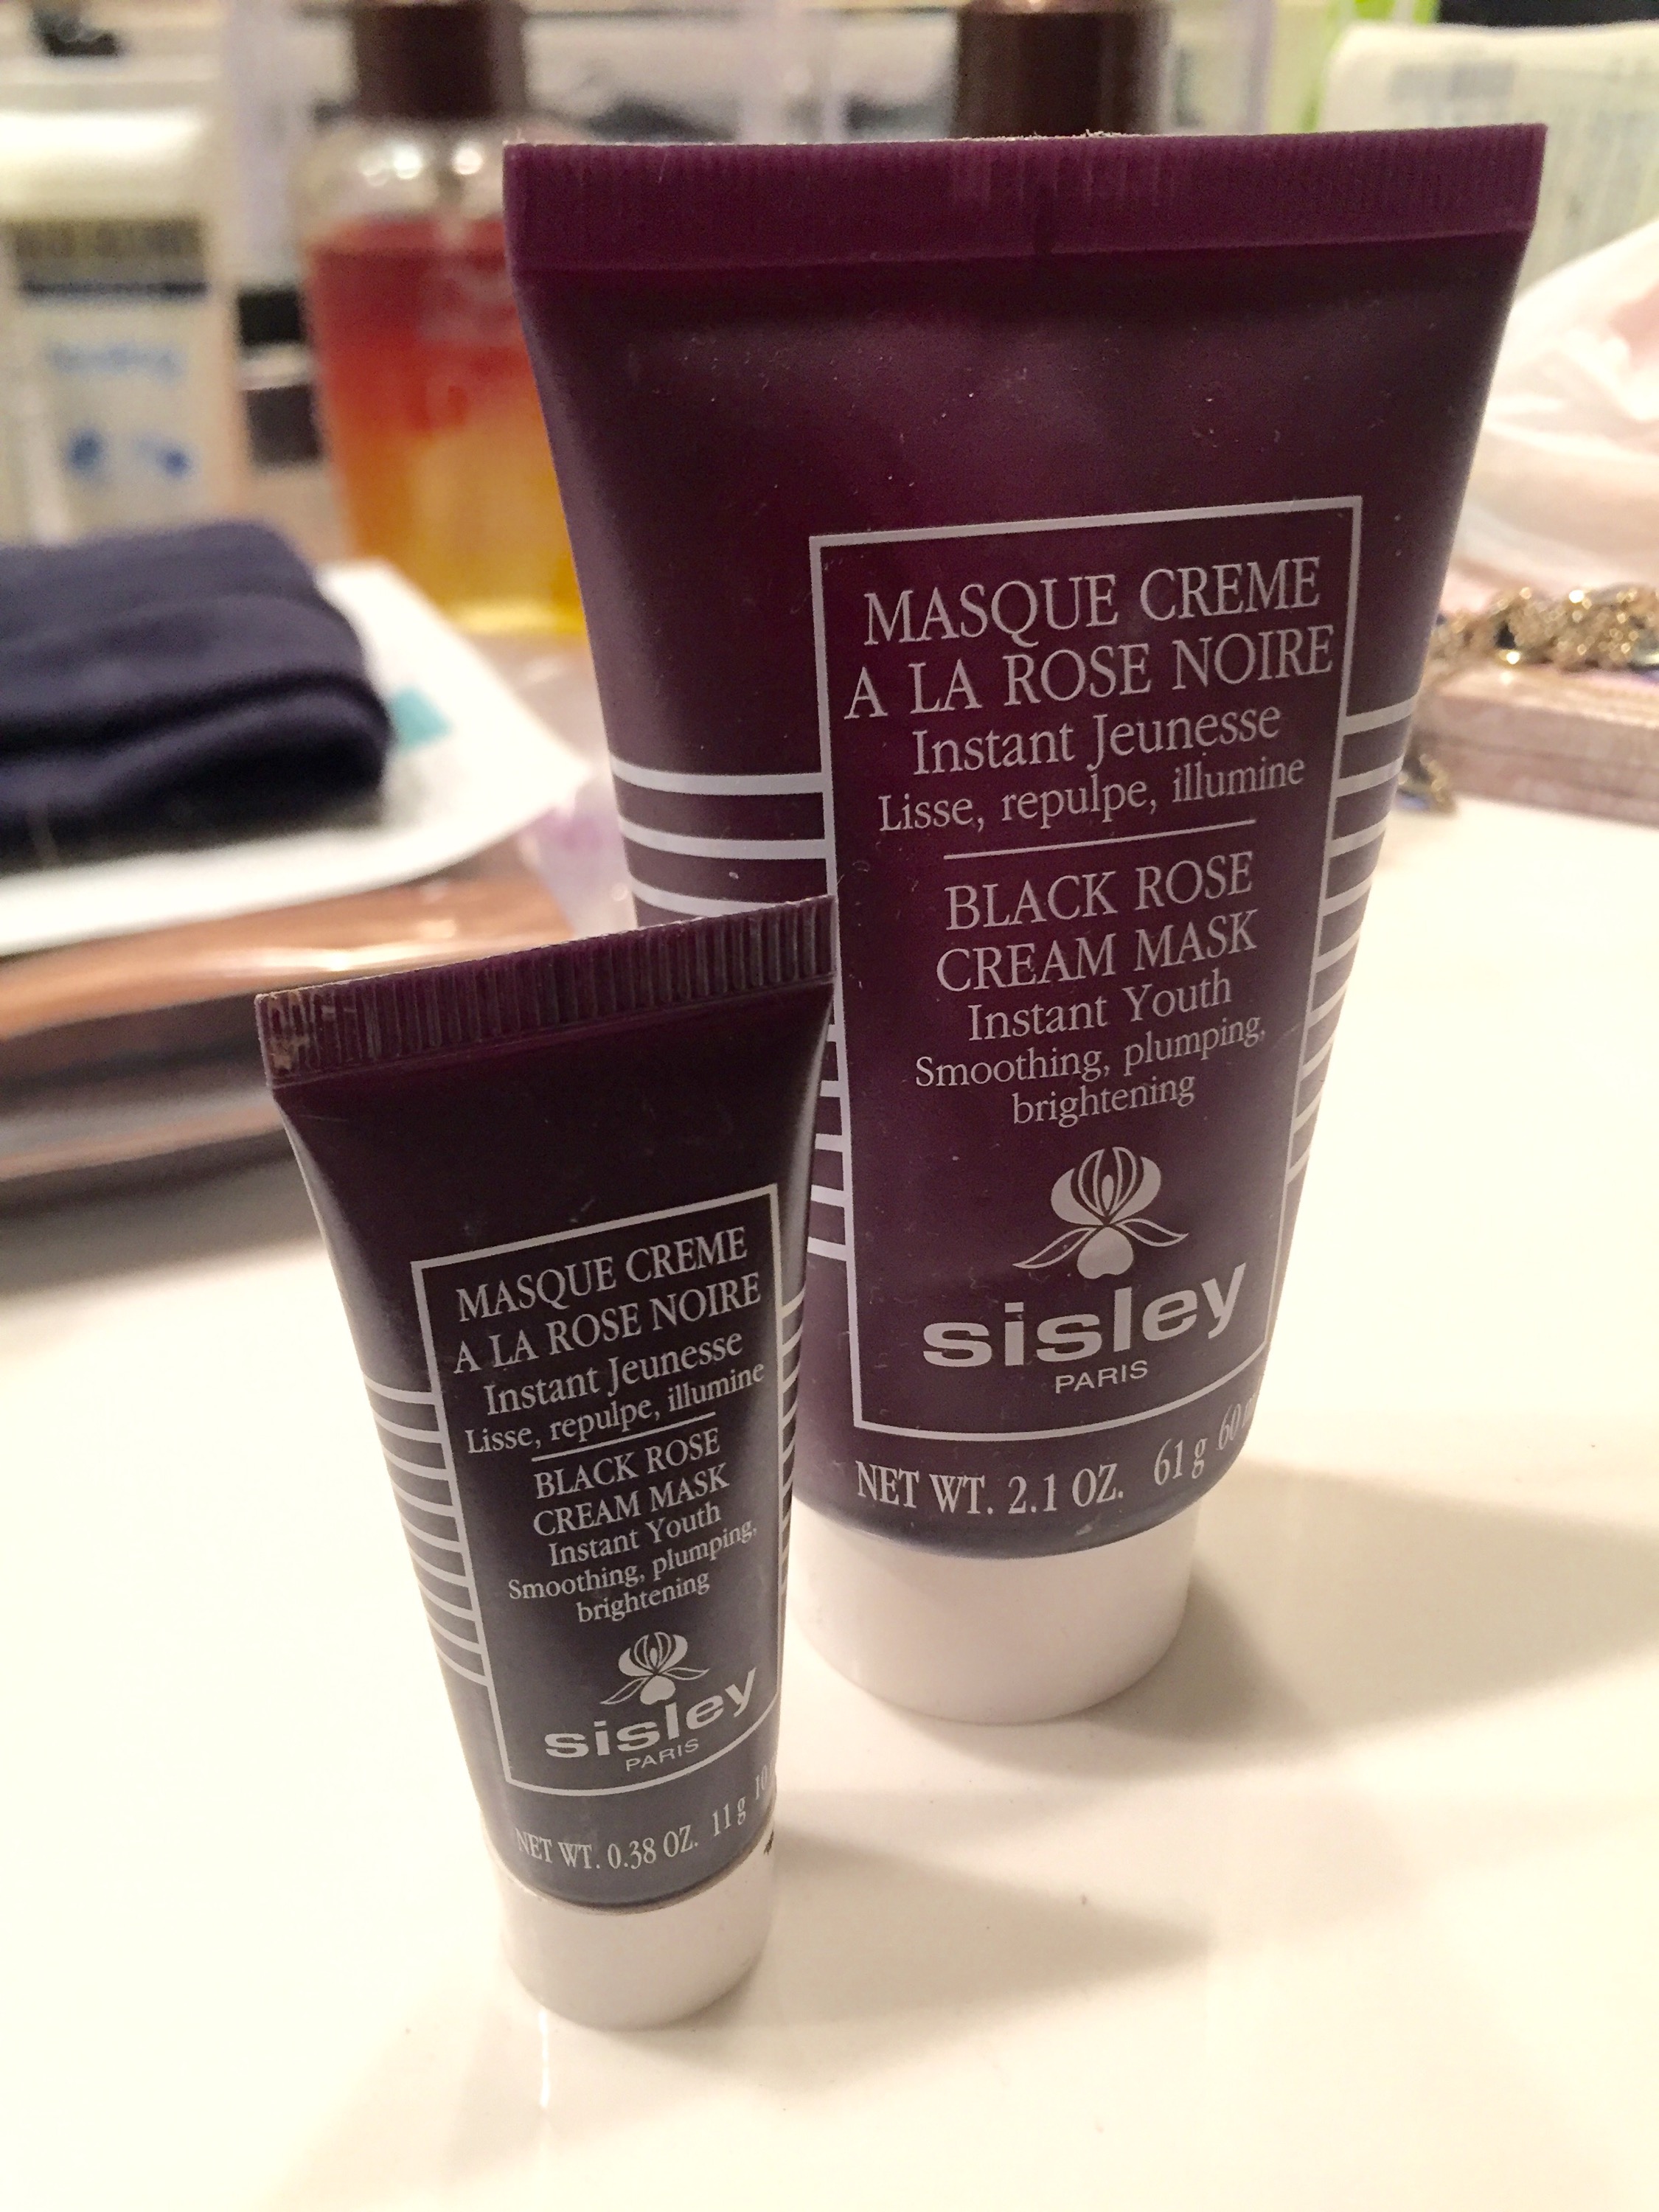 MASQUE CREME
A LA ROSE NOIRE
Instant Jeunesse
Lisse, repulpe, illumine
BLACK ROSE
CREAM MASK
Instant Youth
Smoothing, plumping,
brightening
sisley
PARIS
NET WT. 2.1 OZ. 61 g 60
MASQUE CREME
A LA ROSE NOIRE
Instant Jeunesse
Lisse, repulpe, illumine
BLACK ROSE
CREAM MASK
Instant Youth
Smoothing, plumping,
brightening
sisley
PARIS
NET WT. 0.38 OZ. 11 g 10